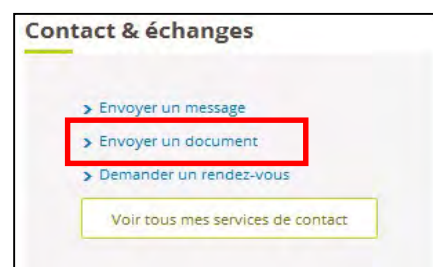 Contact & échanges
Envoyer un message
Envoyer un document
Demander un rendez-vous
Voir tous mes services de contact